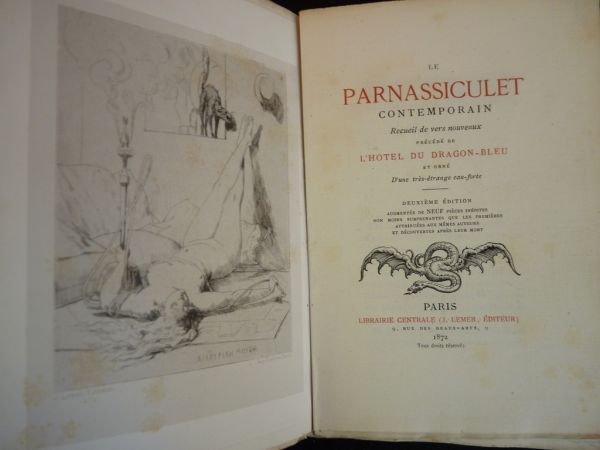 LE
PARNASSICULET
CONTEMPORAIN
Recueil de vers nouveaux
PRÉCÉDÉ DE
L'HOTEL DU DRAGON-BLEU
ET ORNÉ
D'une très-étrange eau-forte
DEUXIÈME ÉDITION
AUGMENTÉE DE NEUF PIÈCES INÉDITES
NON MOINS SURPRENANTES QUE LES PREMIÈRES
ATTRIBUÉES AUX MÊMES AUTEURS
ET DÉCOUVERTES APRÈS LEUR MORT
PARIS
LIBRAIRIE CENTRALE (J. LEMER, ÉDITEUR)
9, RUE DES BEAUX-ARTS, 9
1872
Tous droits réservés.